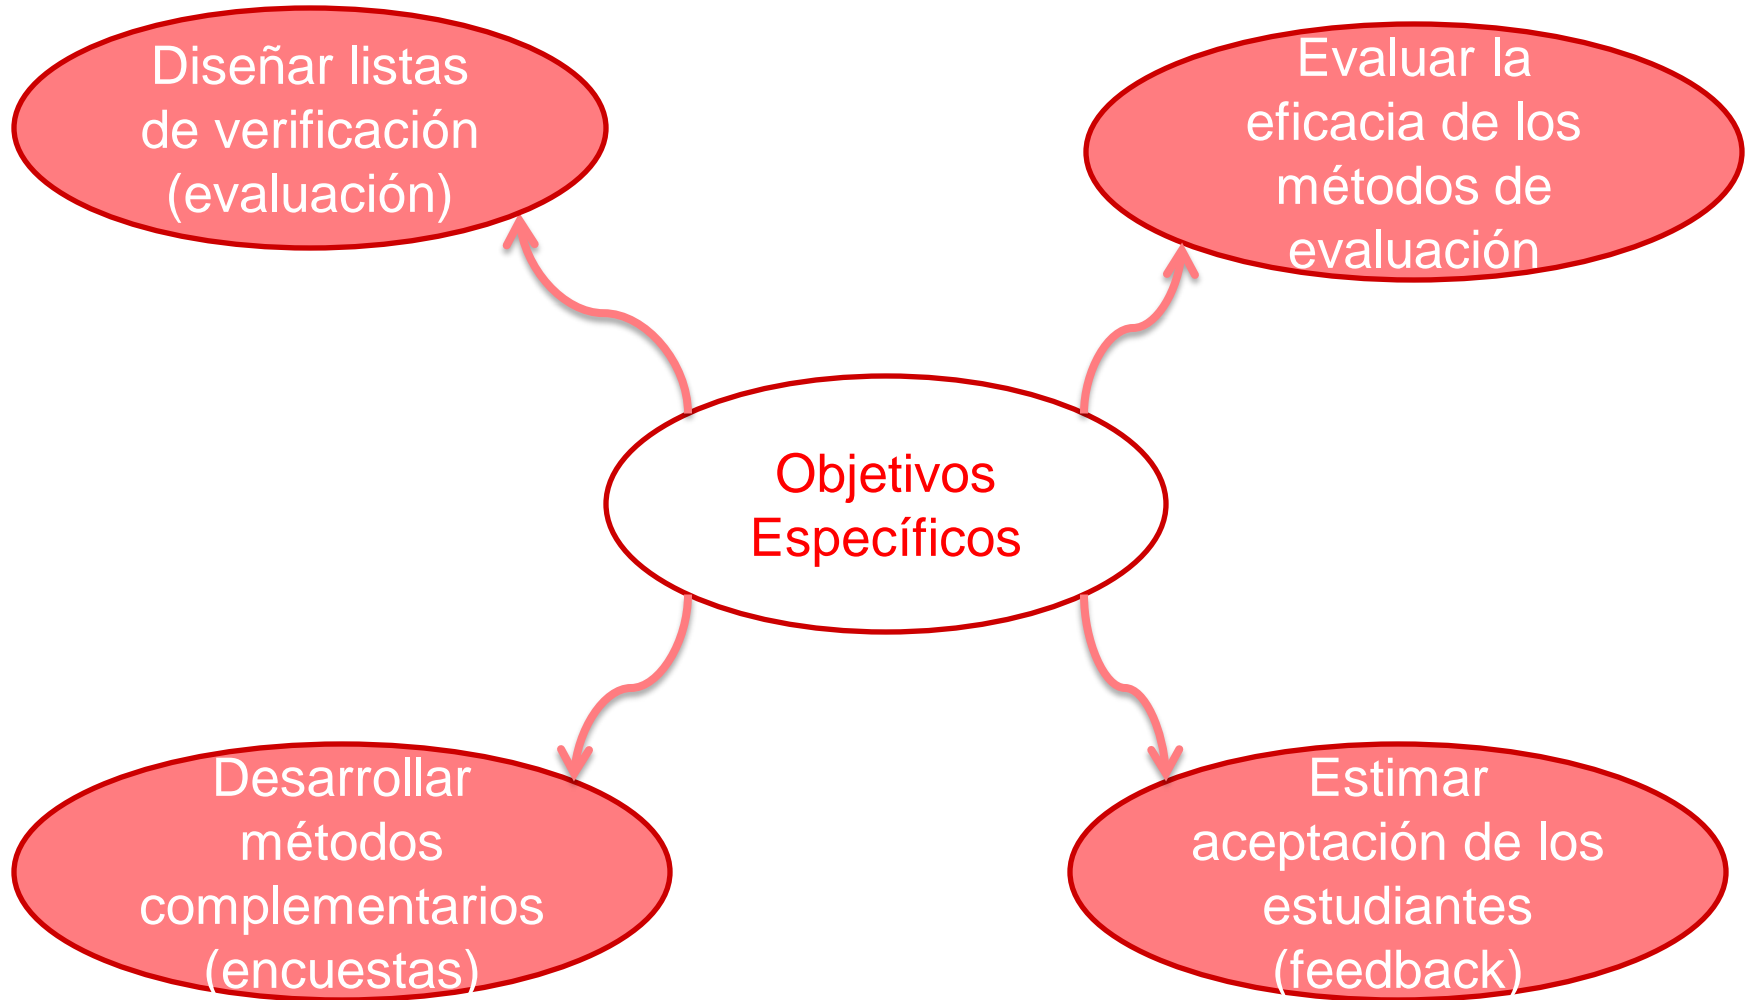 Diseñar listas
de verificación
(evaluación)
Evaluar la
eficacia de los
métodos de
evaluación
Objetivos
Específicos
Desarrollar
métodos
complementarios
(encuestas)
Estimar
aceptación de los
estudiantes
(feedback)